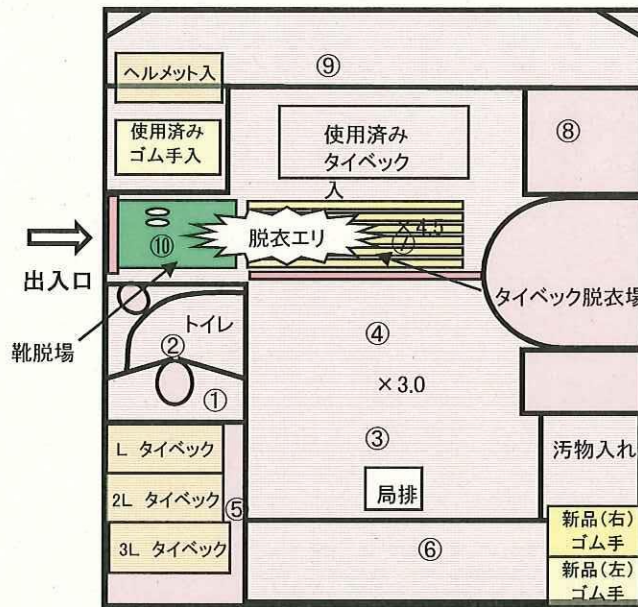 ⑨
ヘルメット入
使用済み
ゴム手入
使用済み
タイベック
入
⑧
⑩
脱衣エリ
×4.5
⑦
出入口
タイベック脱衣場
靴脱場
トイレ
②
①
④
×3.0
③
局排
汚物入れ
L タイベック
2L タイベック
3L タイベック
⑤
⑥
新品(右)
ゴム手
新品(左)
ゴム手